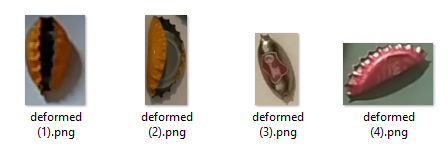 deformed
(1).png
deformed
(2).png
deformed
(3).png
deformed
(4).png